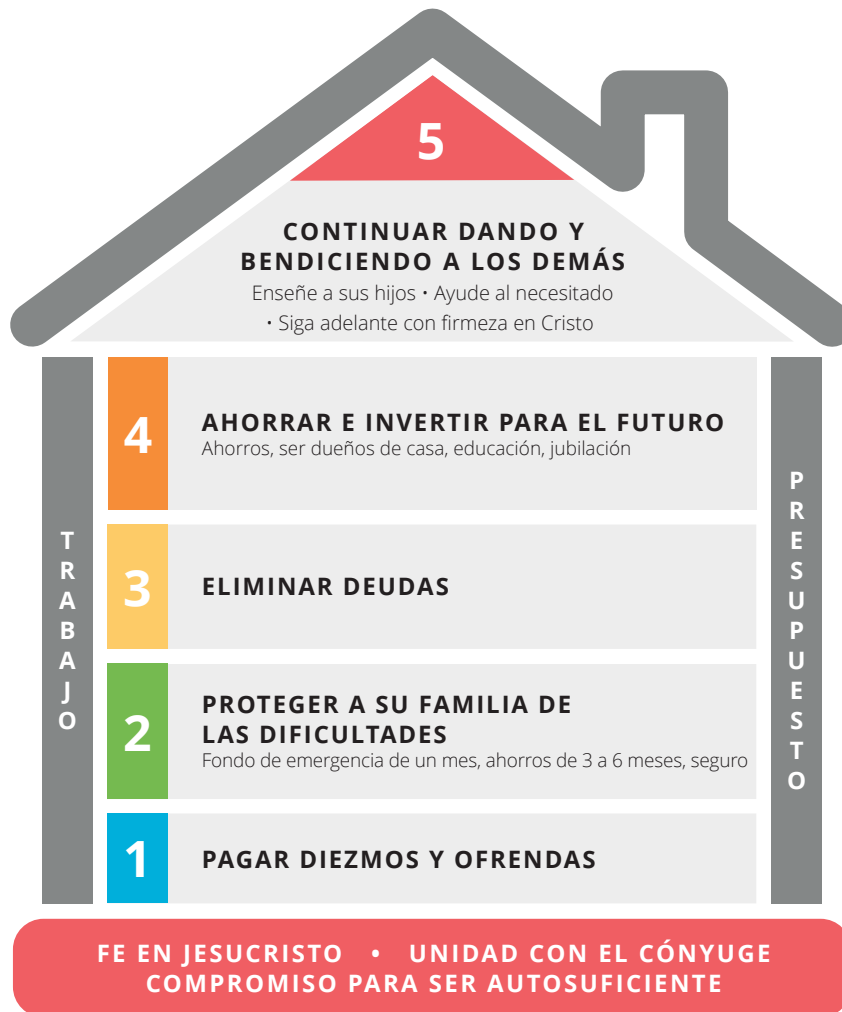 5
CONTINUAR DANDO Y
BENDICIENDO A LOS DEMÁS
Enseñe a sus hijos • Ayude al necesitado
• Siga adelante con firmeza en Cristo
TRABAJO
4
AHORRAR E INVERTIR PARA EL FUTURO
Ahorros, ser dueños de casa, educación, jubilación
3
ELIMINAR DEUDAS
2
PROTEGER A SU FAMILIA DE
LAS DIFICULTADES
Fondo de emergencia de un mes, ahorros de 3 a 6 meses, seguro
1
PAGAR DIEZMOS Y OFRENDAS
PRESUPUESTO
FE EN JESUCRISTO • UNIDAD CON EL CÓNYUGE
COMPROMISO PARA SER AUTOSUFICIENTE